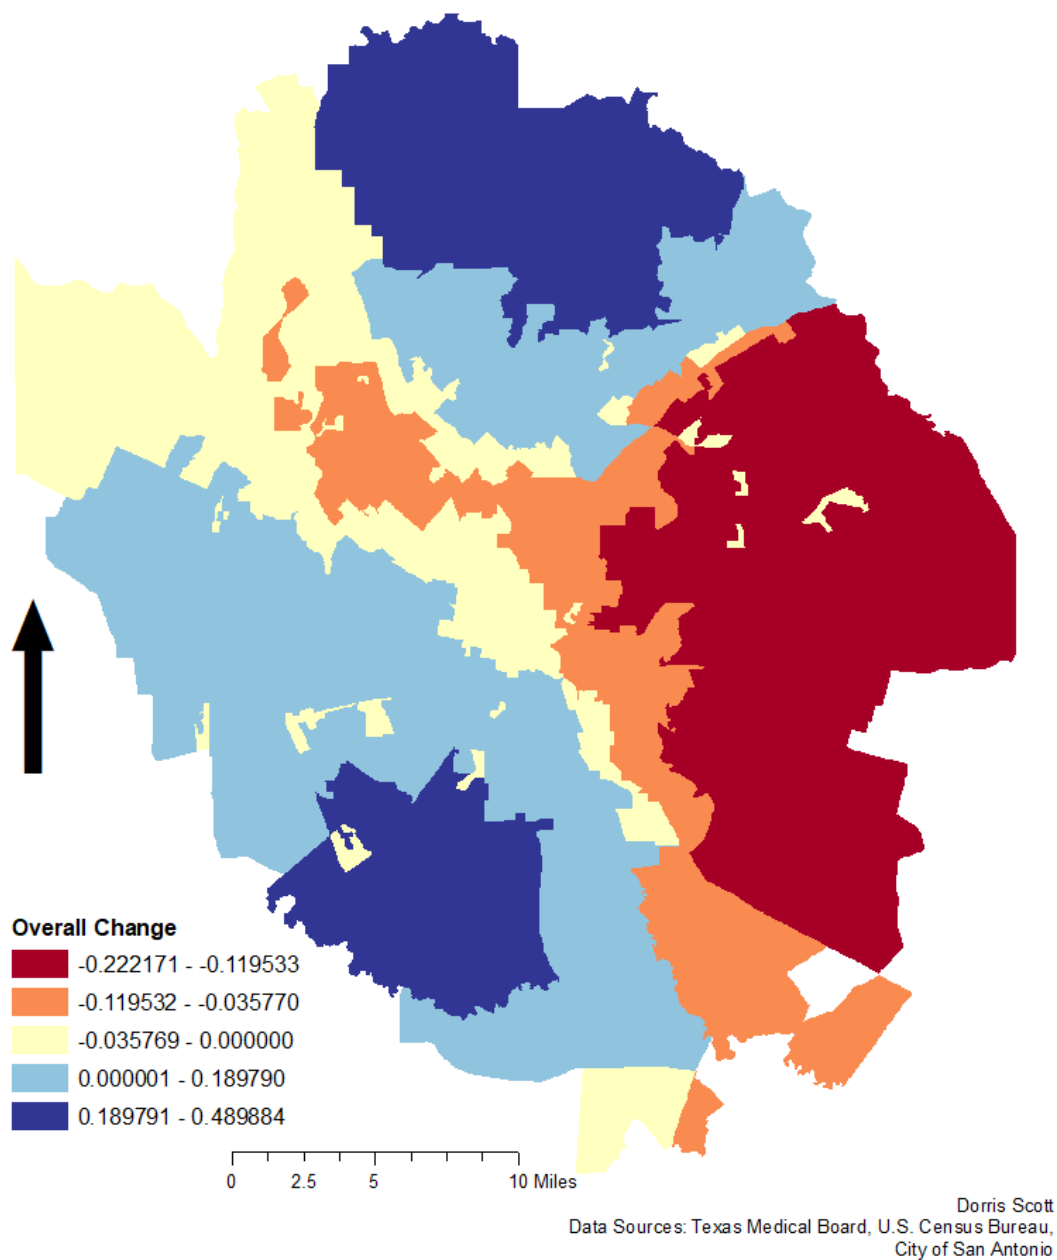 Overall Change
-0.222171 - -0.119533
-0.119532 - -0.035770
-0.035769 - 0.000000
0.000001 - 0.189790
0.189791 - 0.489884
0 2.5 5 10 Miles
Dorris Scott
Data Sources: Texas Medical Board, U.S. Census Bureau,
City of San Antonio